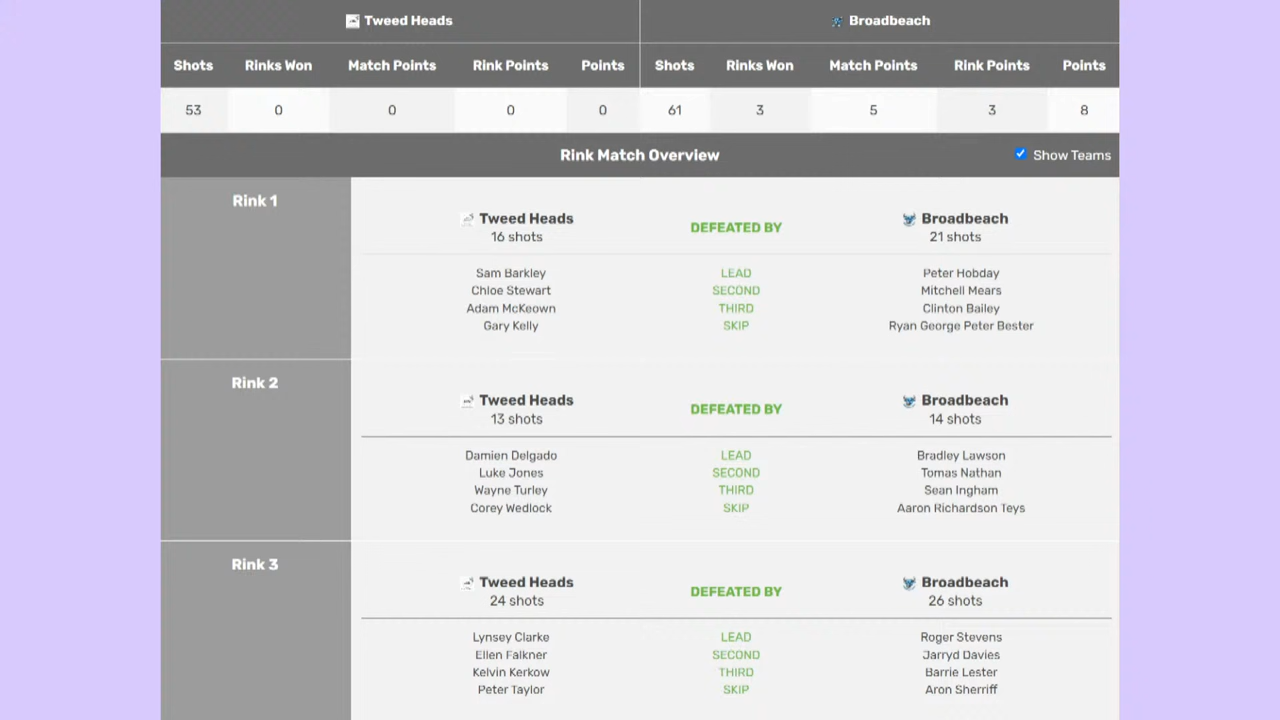 Tweed Heads Broadbeach
Shots Rinks Won Match Points Rink Points Points Shots Rinks Won Match Points Rink Points Points
53 0 0 0 0 61 3 5 3 8
Rink Match Overview Show Teams
Rink 1
Tweed Heads DEFEATED BY Broadbeach
16 shots 21 shots
Sam Barkley LEAD Peter Hobday
Chloe Stewart SECOND Mitchell Mears
Adam McKeown THIRD Clinton Bailey
Gary Kelly SKIP Ryan George Peter Bester
Rink 2
Tweed Heads DEFEATED BY Broadbeach
13 shots 14 shots
Damien Delgado LEAD Bradley Lawson
Luke Jones SECOND Tomas Nathan
Wayne Turley THIRD Sean Ingham
Corey Wedlock SKIP Aaron Richardson Teys
Rink 3
Tweed Heads DEFEATED BY Broadbeach
24 shots 26 shots
Lynsey Clarke LEAD Roger Stevens
Ellen Falkner SECOND Jarryd Davies
Kelvin Kerkow THIRD Barrie Lester
Peter Taylor SKIP Aron Sherriff